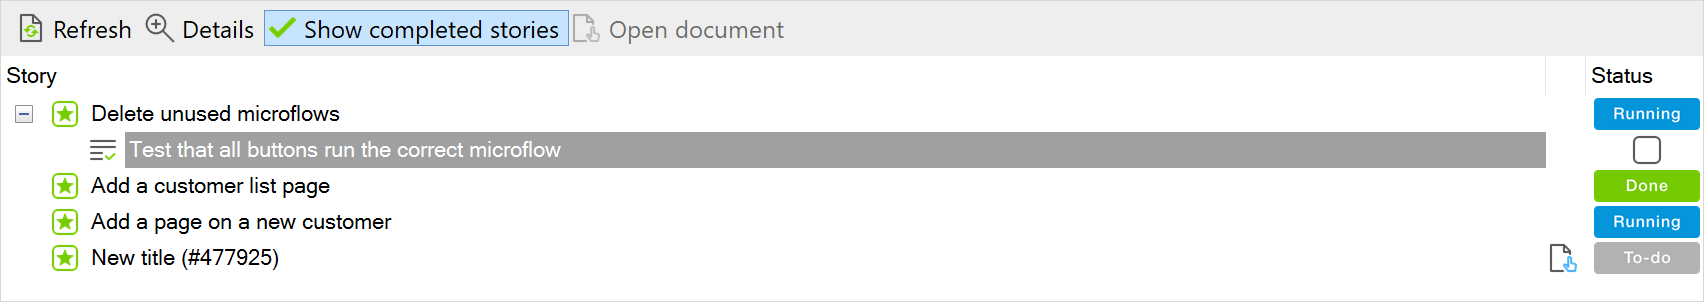 Refresh Details Show completed stories Open document
Story Status
Delete unused microflows Running
Test that all buttons run the correct microflow
Add a customer list page Done
Add a page on a new customer Running
New title (#477925) To-do